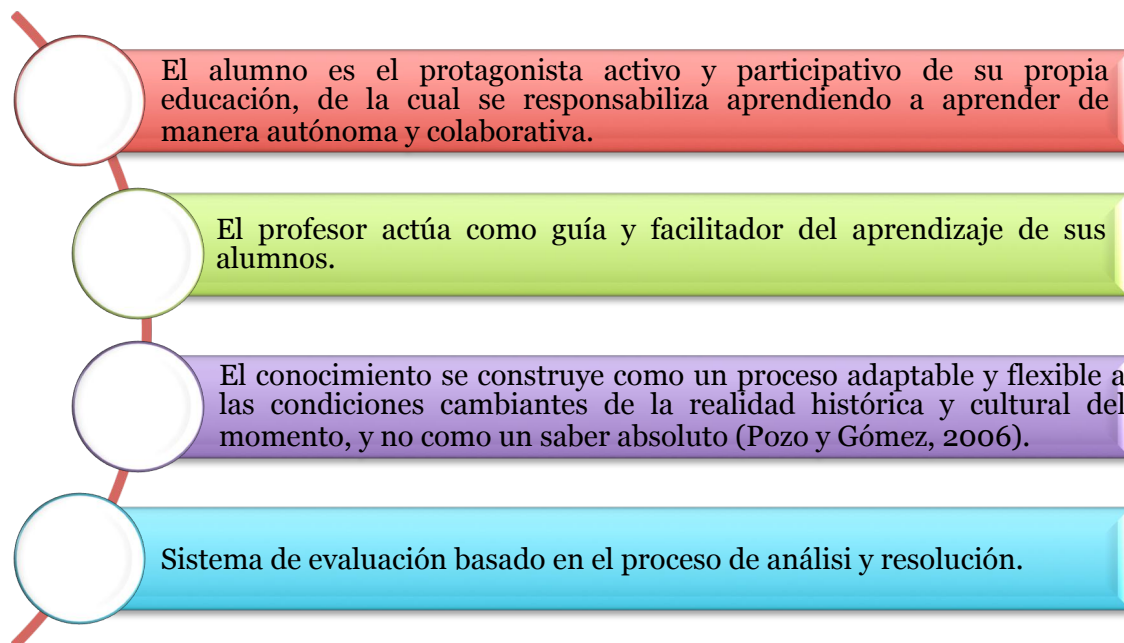 El alumno es el protagonista activo y participativo de su propia
educación, de la cual se responsabiliza aprendiendo a aprender de
manera autónoma y colaborativa.
El profesor actúa como guía y facilitador del aprendizaje de sus
alumnos.
El conocimiento se construye como un proceso adaptable y flexible a
las condiciones cambiantes de la realidad histórica y cultural del
momento, y no como un saber absoluto (Pozo y Gómez, 2006).
Sistema de evaluación basado en el proceso de análisi y resolución.